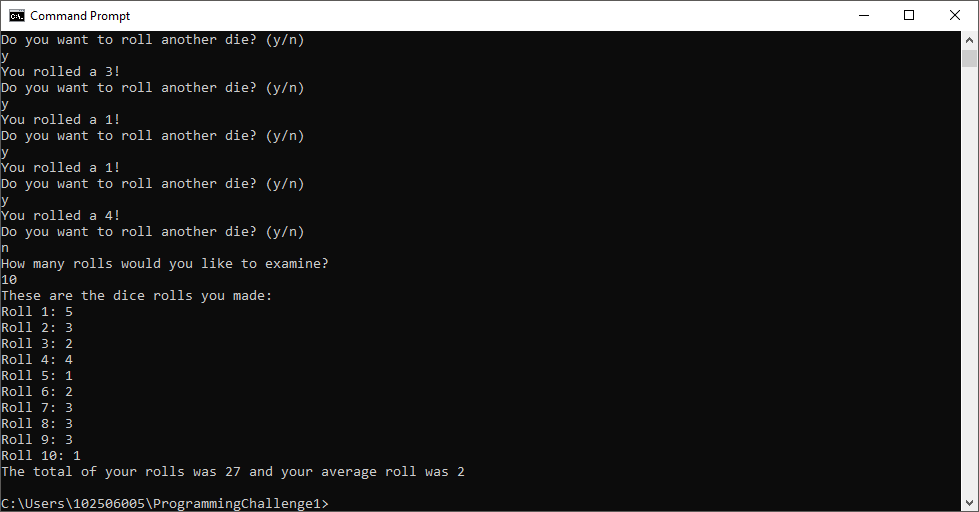 Command Prompt
Do you want to roll another die? (y/n)
y
You rolled a 3!
Do you want to roll another die? (y/n)
y
You rolled a 1!
Do you want to roll another die? (y/n)
y
You rolled a 1!
Do you want to roll another die? (y/n)
y
You rolled a 4!
Do you want to roll another die? (y/n)
n
How many rolls would you like to examine?
10
These are the dice rolls you made:
Roll 1: 5
Roll 2: 3
Roll 3: 2
Roll 4: 4
Roll 5: 1
Roll 6: 2
Roll 7: 3
Roll 8: 3
Roll 9: 3
Roll 10: 1
The total of your rolls was 27 and your average roll was 2
C:\Users\102506005\ProgrammingChallenge1>